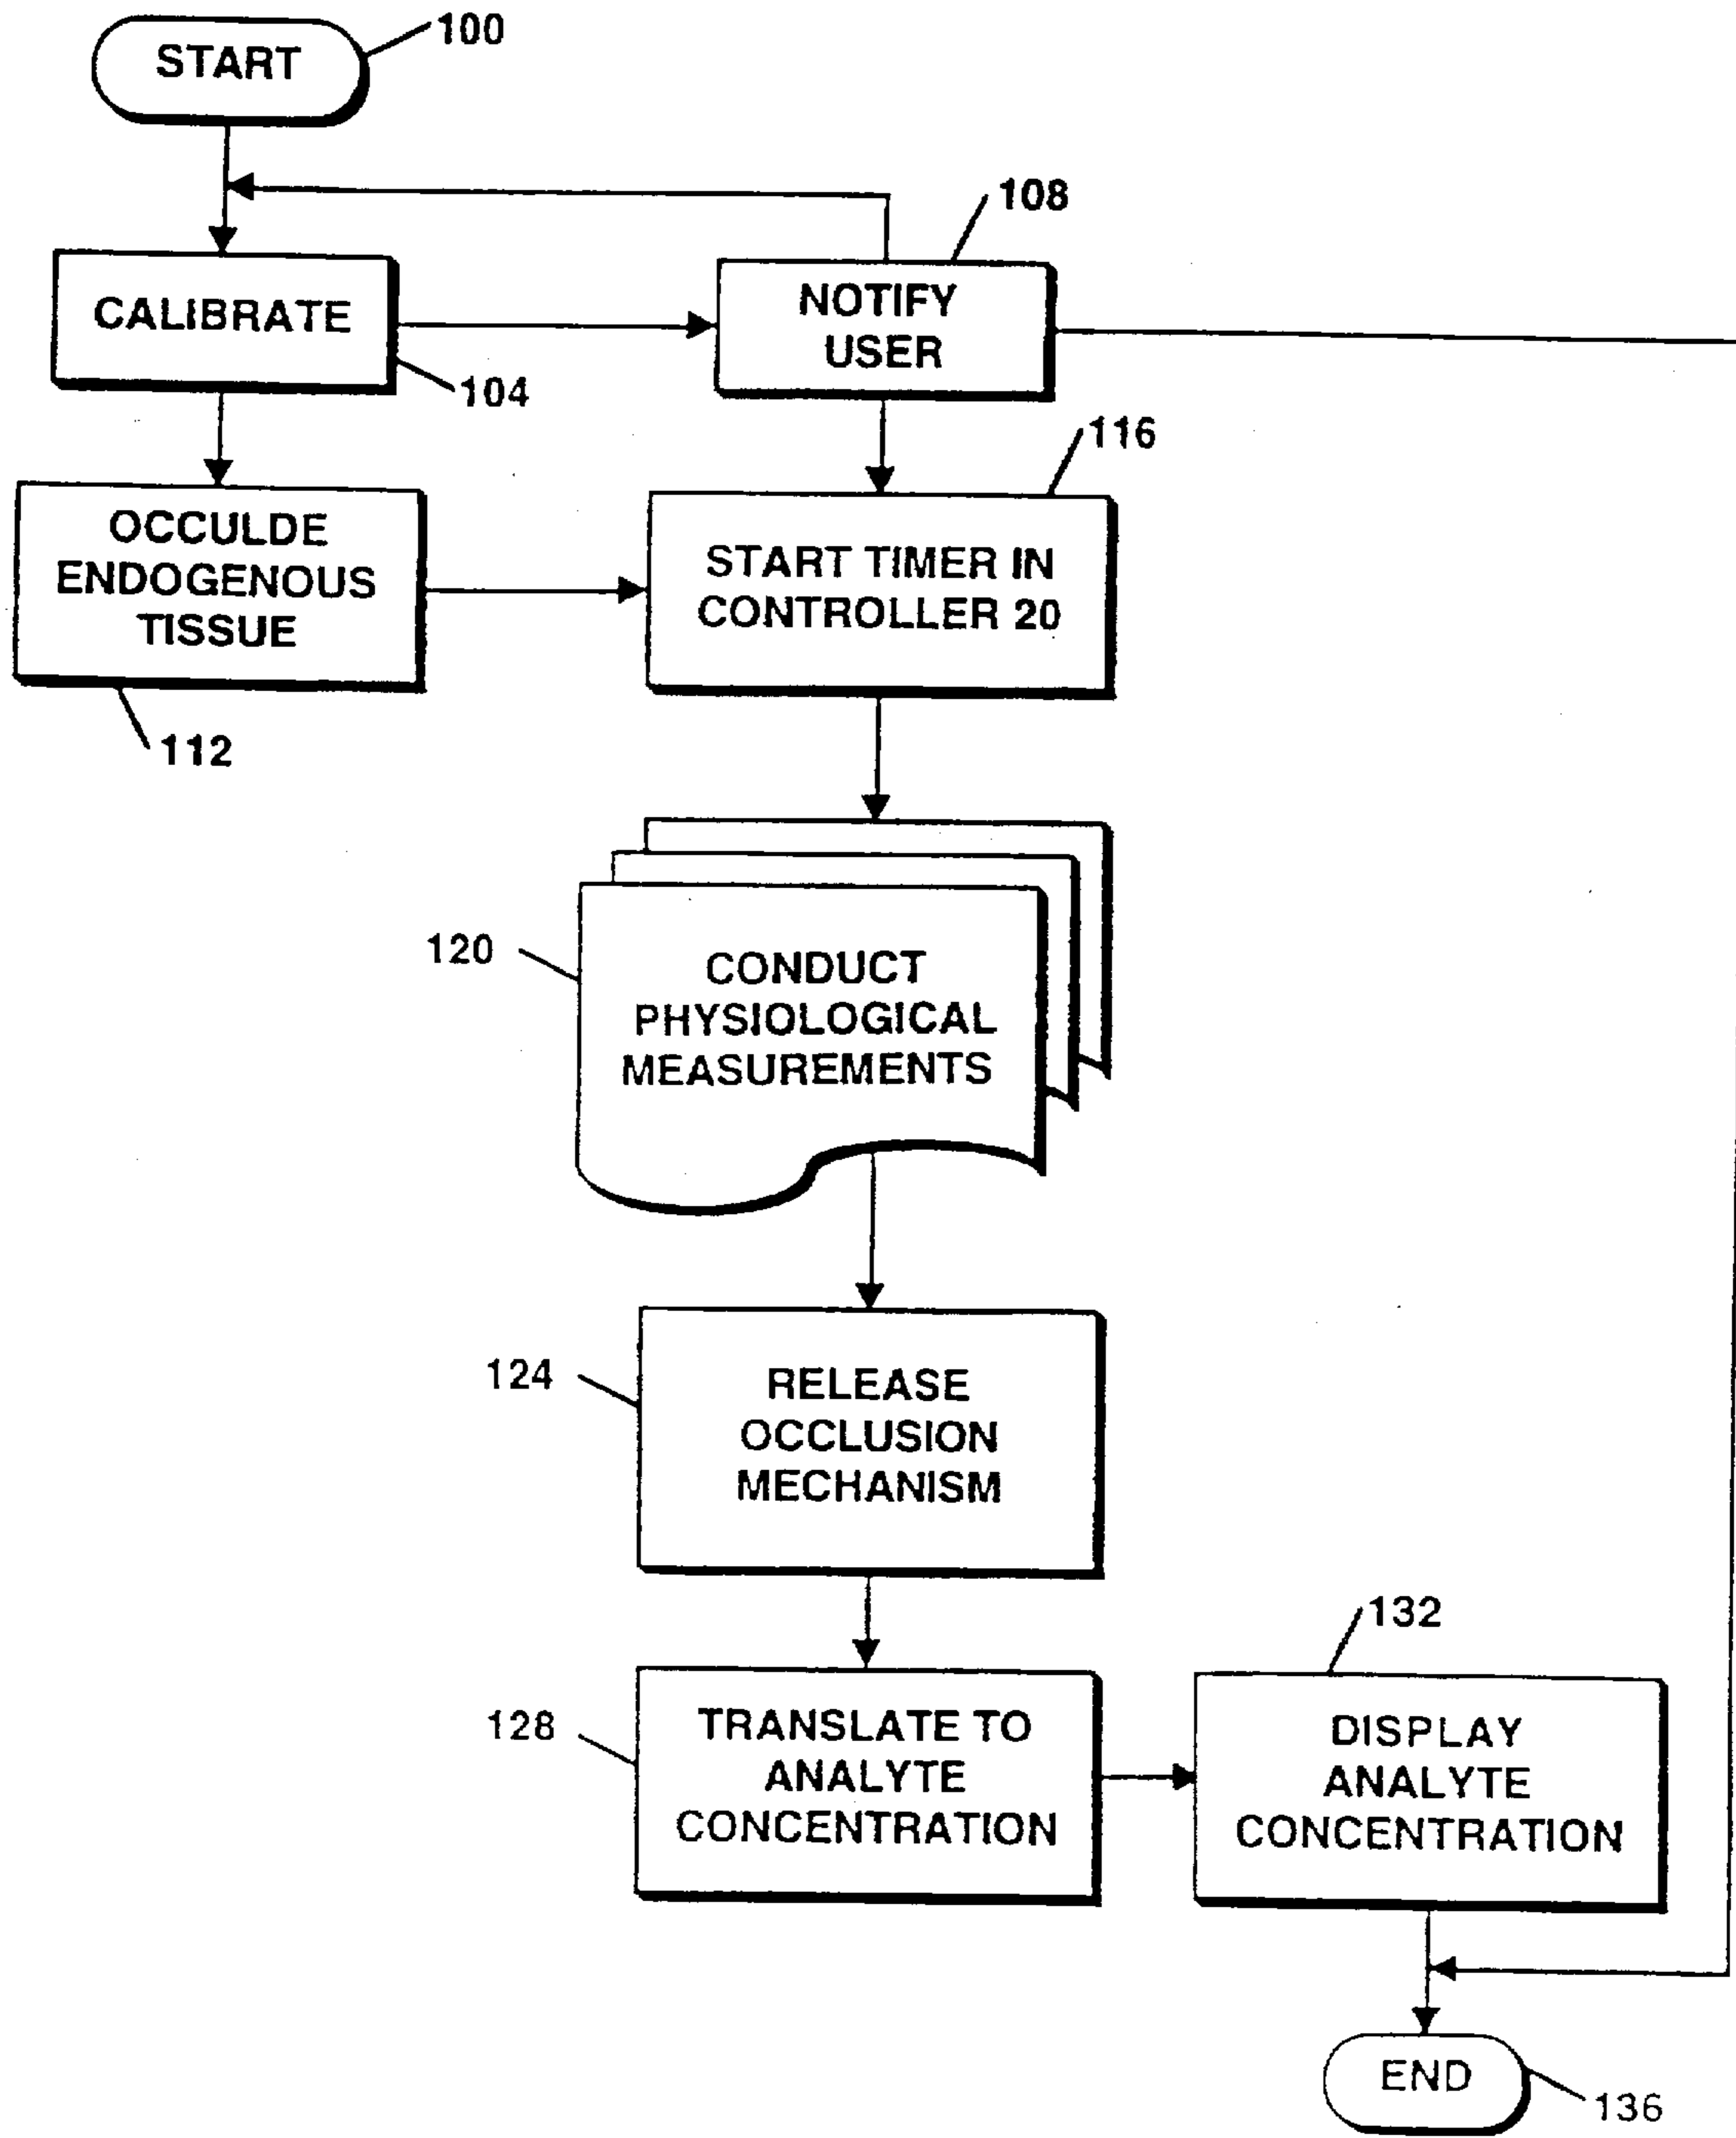 START
100
108
CALIBRATE
104
NOTIFY
USER
116
OCCULDE
ENDOGENOUS
TISSUE
112
START TIMER IN
CONTROLLER 20
120
CONDUCT
PHYSIOLOGICAL
MEASUREMENTS
124
RELEASE
OCCLUSION
MECHANISM
128
TRANSLATE TO
ANALYTE
CONCENTRATION
132
DISPLAY
ANALYTE
CONCENTRATION
END
136